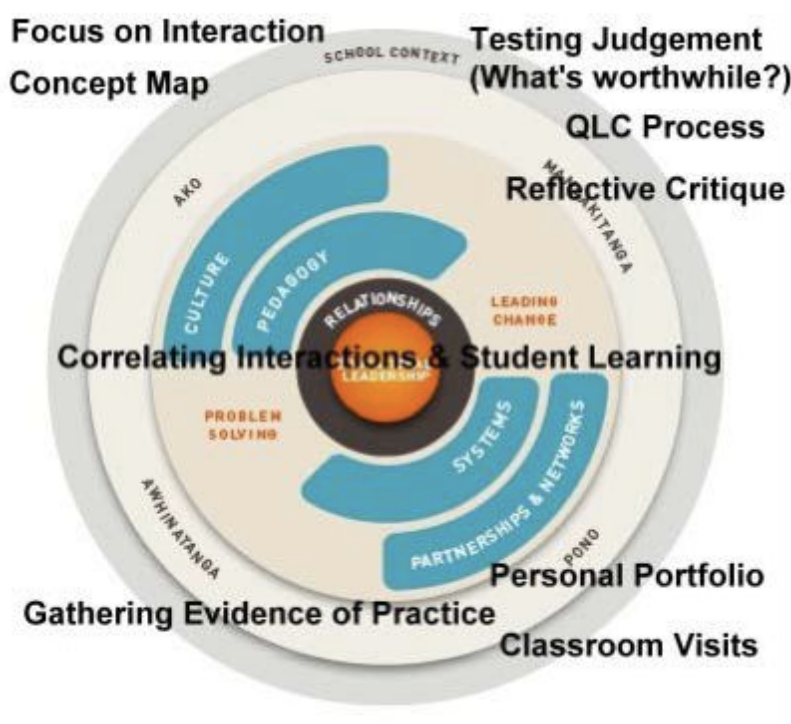 Focus on Interaction
Concept Map
SCHOOL CONTEXT
Testing Judgement
(What's worthwhile?)
QLC Process
Reflective Critique
AKO
CULTURE
PEDAGOGY
RELATIONSHIPS
LEADING
CHANGE
Correlating Interactions & Student Learning
LEADERSHIP
PROBLEM
SOLVING
SYSTEMS
PARTNERSHIPS & NETWORKS
AWHINATANGA
PONO
Personal Portfolio
Gathering Evidence of Practice
Classroom Visits